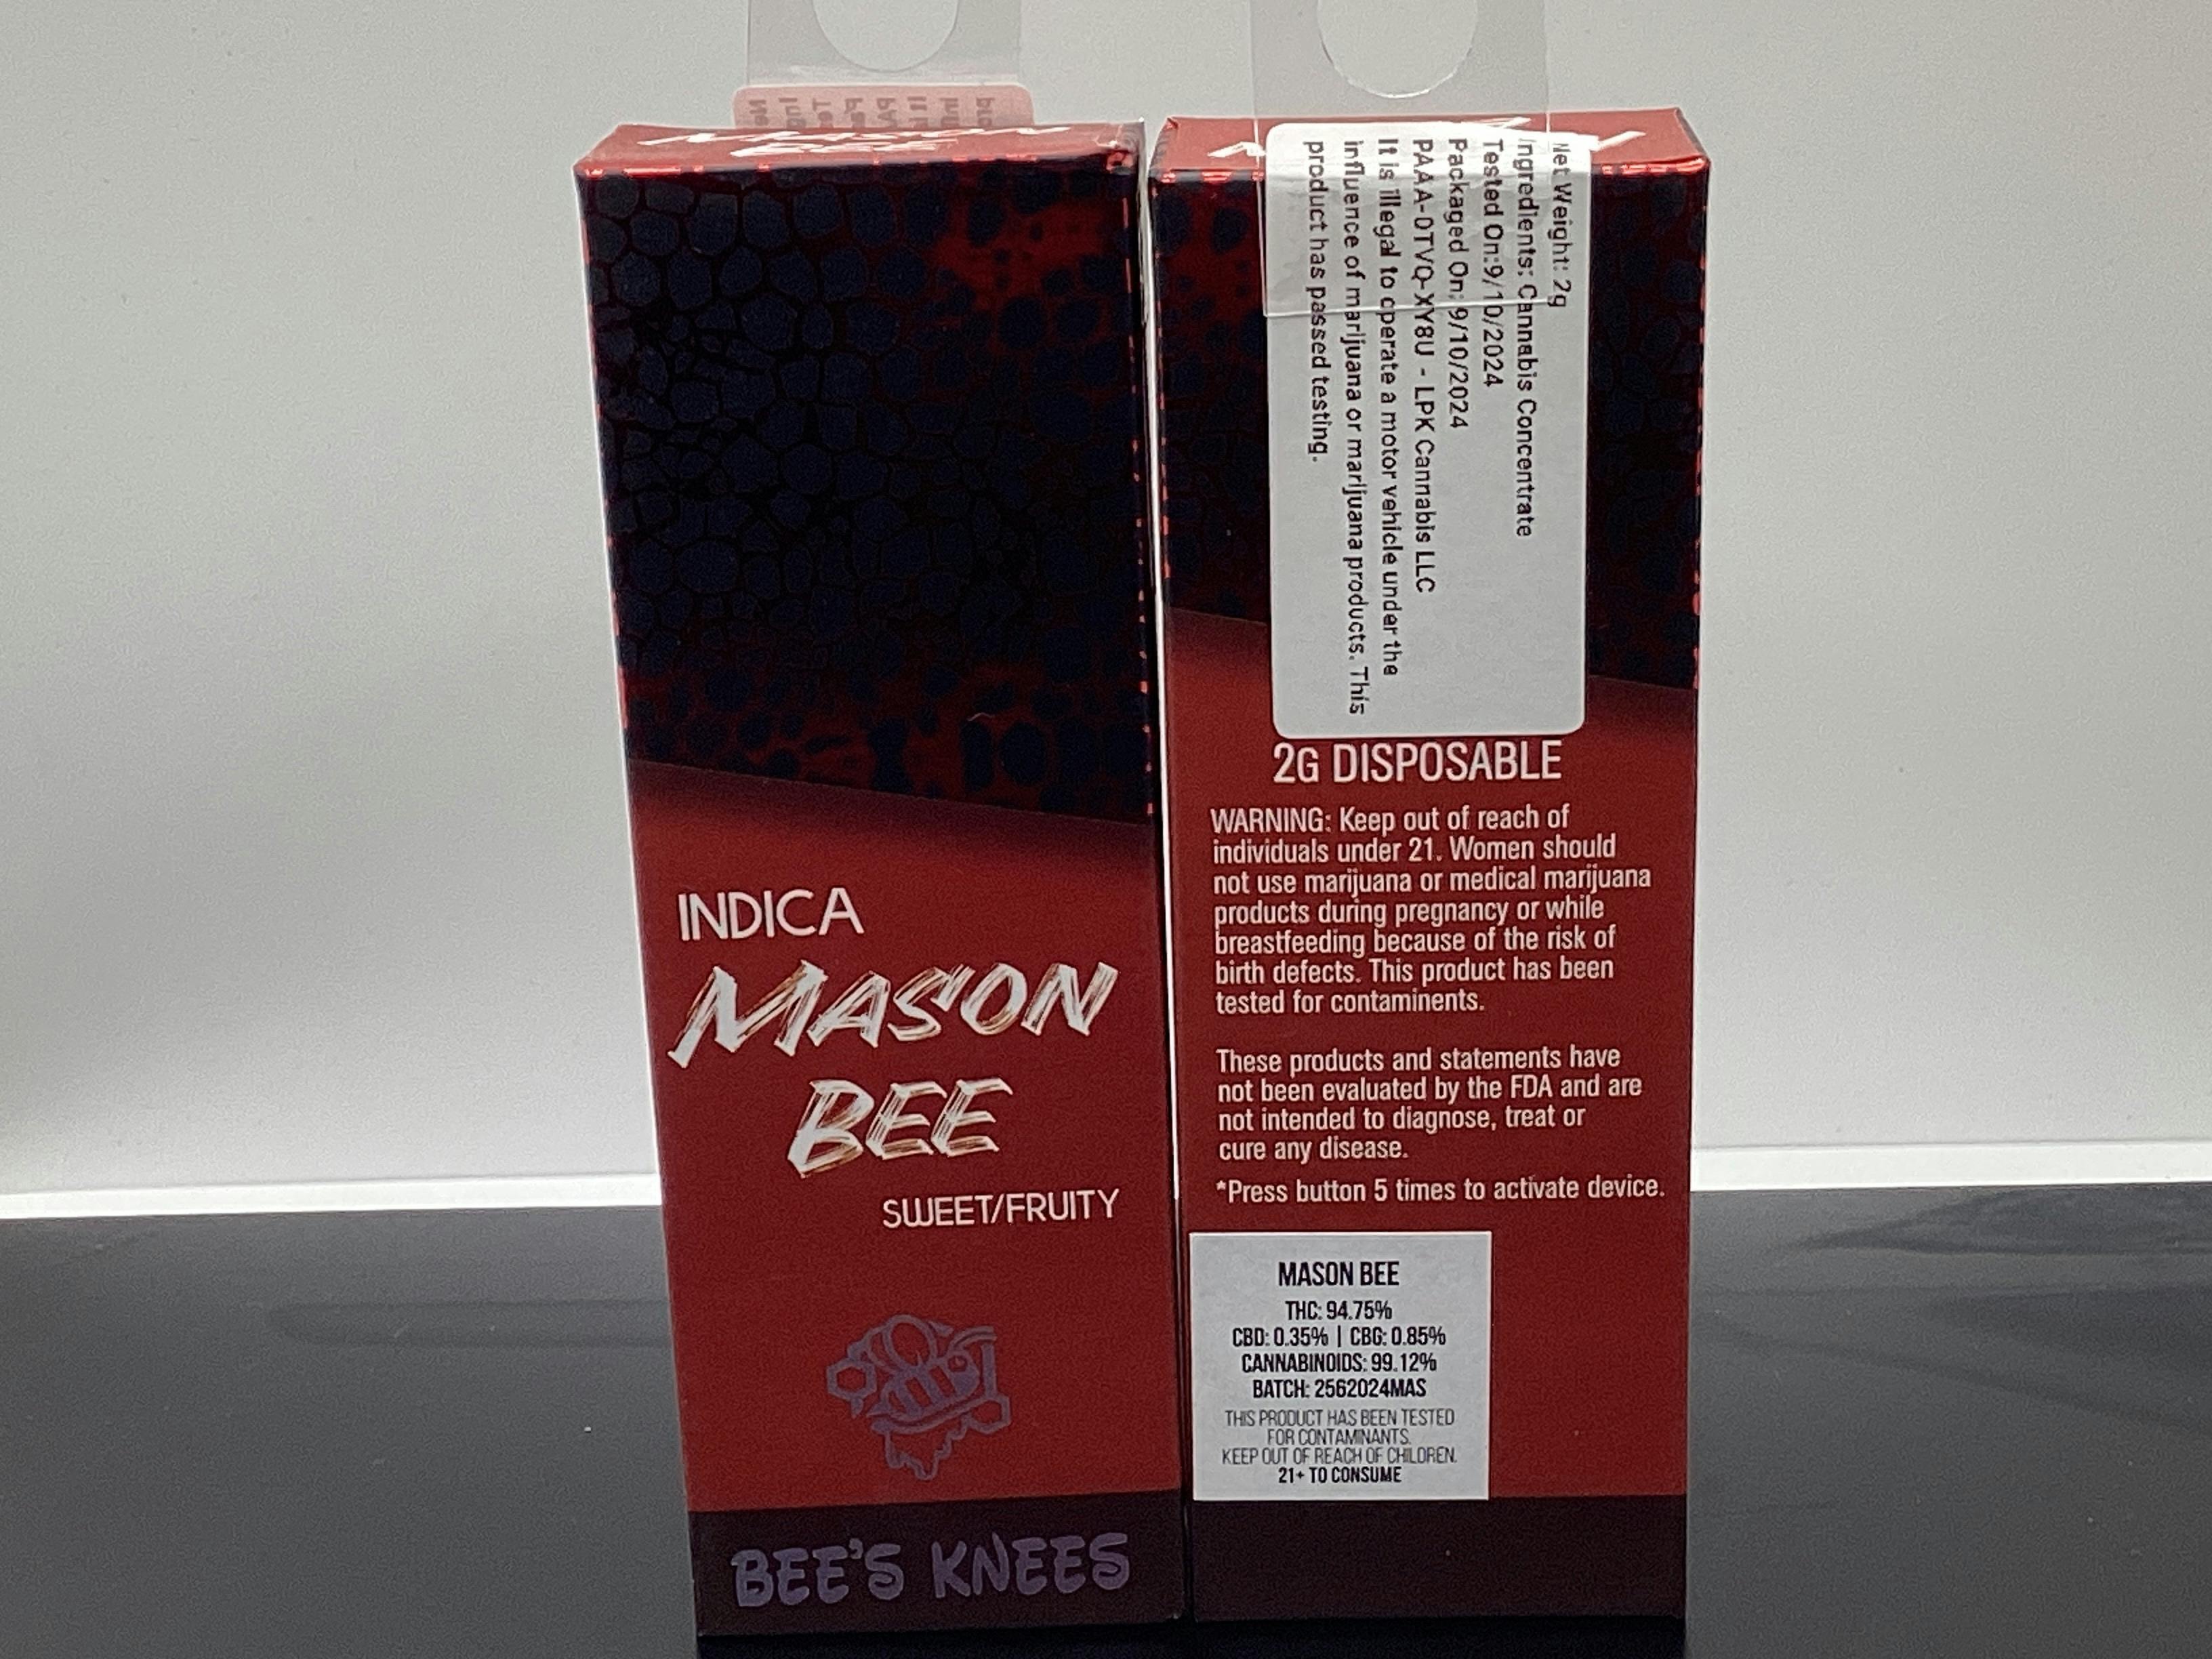 MASON
BEE
INDICA
MASON
BEE
SWEET/FRUITY
BEE'S KNEES
Net Weight: 2g
Ingredients: Cannabis Concentrate
Tested On:9/10/2024
Packaged On: 9/10/2024
PAAA-0TVQ-XY8U - LPK Cannabis LLC
It is illegal to operate a motor vehicle under the
influence of marijuana or marijuana products. This
product has passed testing.
2G DISPOSABLE
WARNING: Keep out of reach of
individuals under 21. Women should
not use marijuana or medical marijuana
products during pregnancy or while
breastfeeding because of the risk of
birth defects. This product has been
tested for contaminents.
These products and statements have
not been evaluated by the FDA and are
not intended to diagnose, treat or
cure any disease.
*Press button 5 times to activate device.
MASON BEE
THC: 94.75%
CBD: 0.35% | CBG: 0.85%
CANNABINOIDS: 99.12%
BATCH: 2562024MAS
THIS PRODUCT HAS BEEN TESTED
FOR CONTAMINANTS.
KEEP OUT OF REACH OF CHILDREN.
21+ TO CONSUME